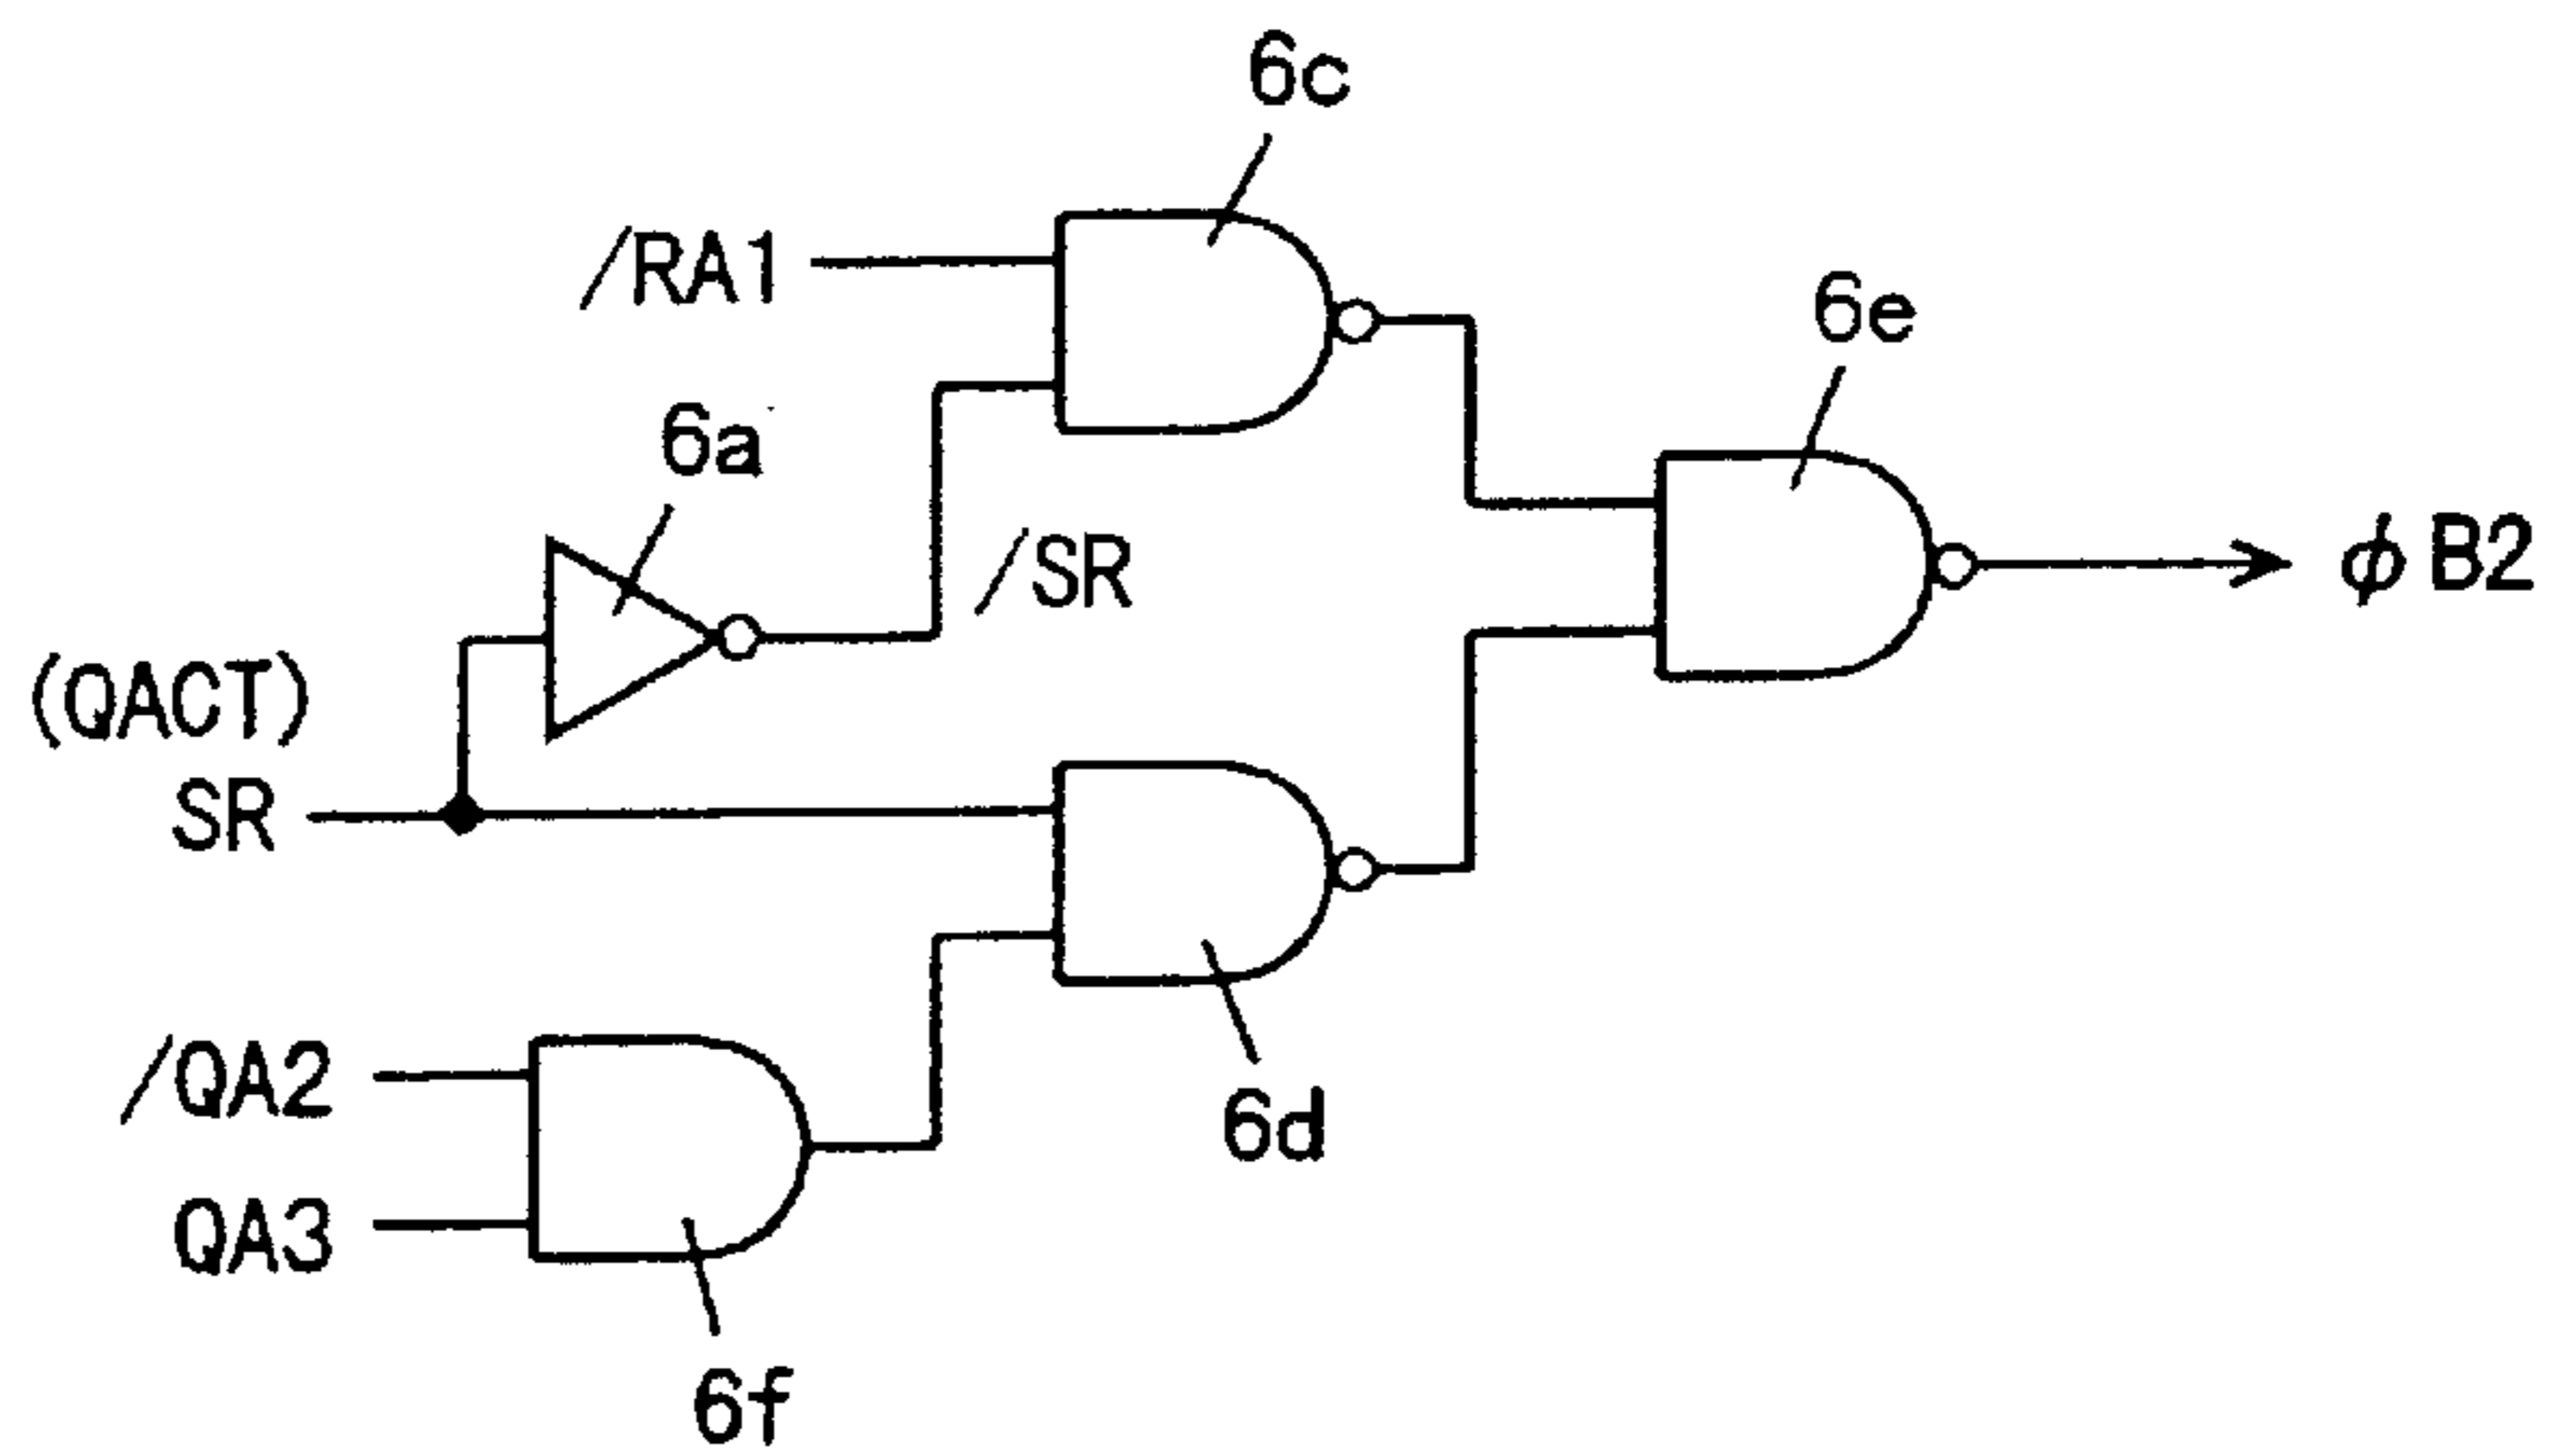 6c
/RA1
6e
6a
/SR
φB2
(QACT)
SR
/QA2
6d
QA3
6f